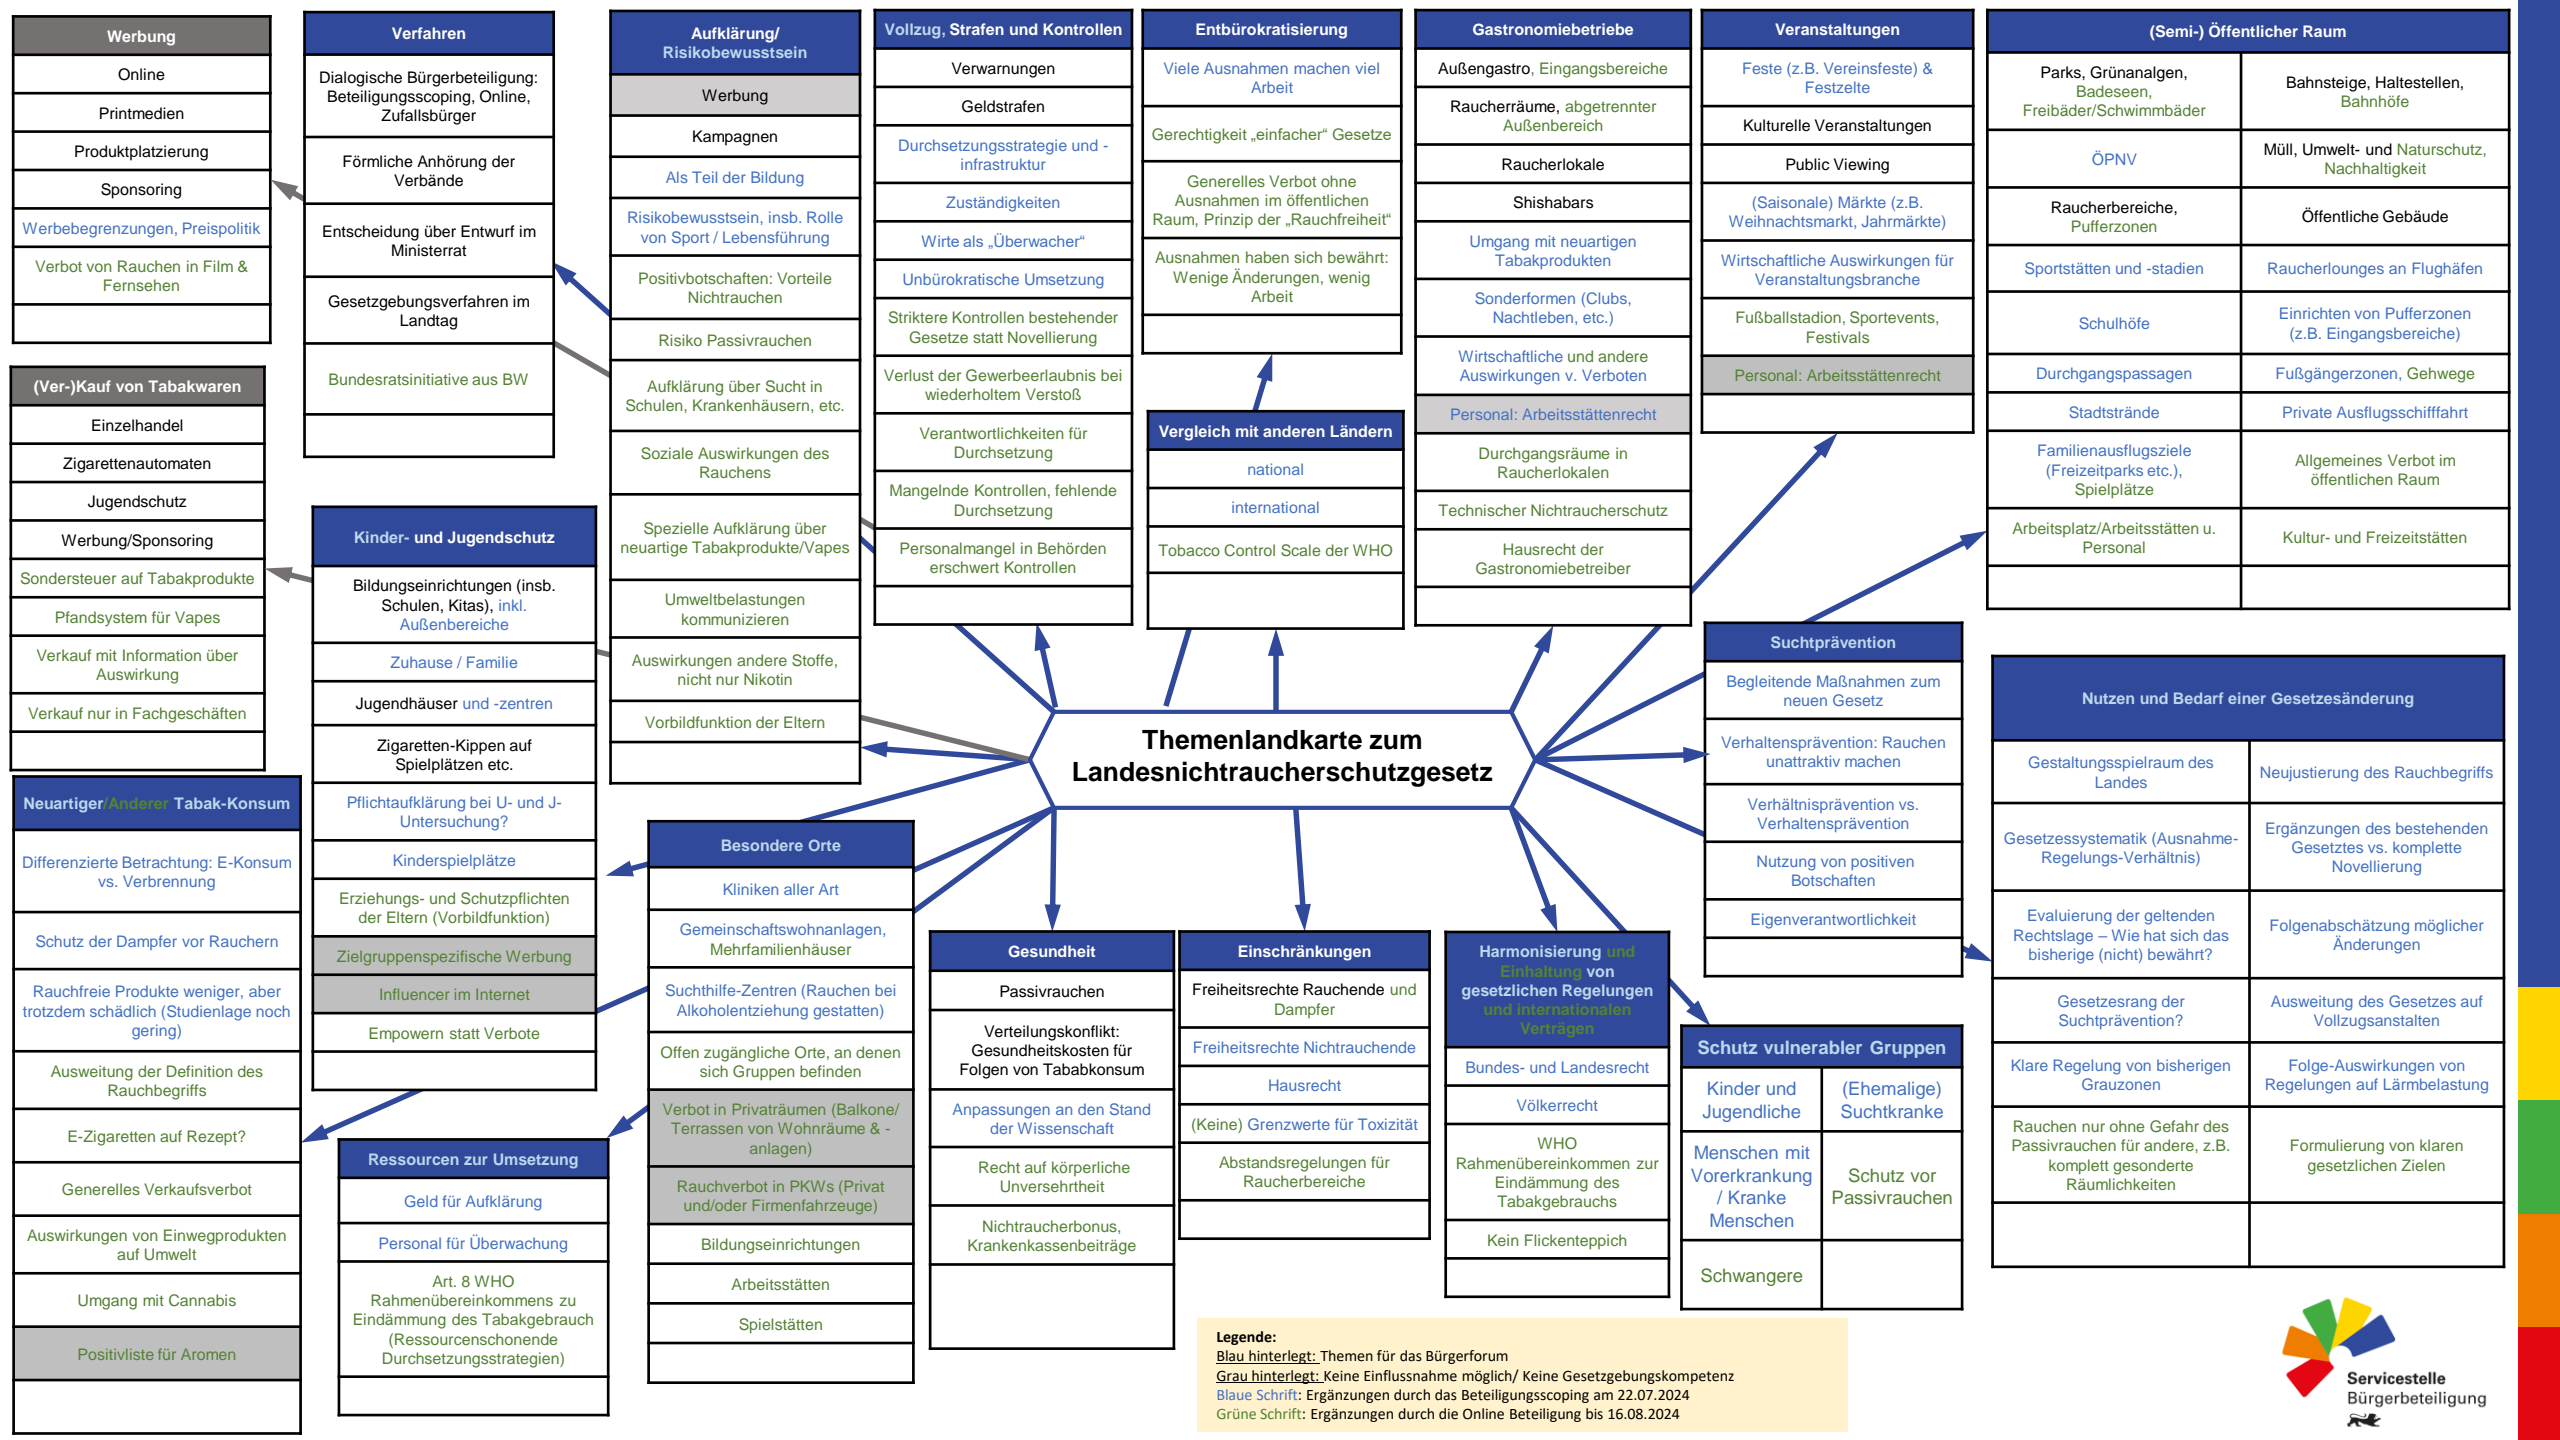 Werbung
Online
Printmedien
Produktplatzierung
Sponsoring
Werbebegrenzungen, Preispolitik
Verbot von Rauchen in Film &
Fernsehen
(Ver-)Kauf von Tabakwaren
Einzelhandel
Zigarettenautomaten
Jugendschutz
Werbung/Sponsoring
Sondersteuer auf Tabakprodukte
Pfandsystem für Vapes
Verkauf mit Information über
Auswirkung
Verkauf nur in Fachgeschäften
Neuartiger/Anderer Tabak-Konsum
Differenzierte Betrachtung: E-Konsum
vs. Verbrennung
Schutz der Dampfer vor Rauchern
Rauchfreie Produkte weniger, aber
trotzdem schädlich (Studienlage noch
gering)
Ausweitung der Definition des
Rauchbegriffs
E-Zigaretten auf Rezept?
Generelles Verkaufsverbot
Auswirkungen von Einwegprodukten
auf Umwelt
Umgang mit Cannabis
Positivliste für Aromen
Verfahren
Dialogische Bürgerbeteiligung:
Beteiligungsscoping, Online,
Zufallsbürger
Förmliche Anhörung der
Verbände
Entscheidung über Entwurf im
Ministerrat
Gesetzgebungsverfahren im
Landtag
Bundesratsinitiative aus BW
Kinder- und Jugendschutz
Bildungseinrichtungen (insb.
Schulen, Kitas), inkl.
Außenbereiche
Zuhause / Familie
Jugendhäuser und -zentren
Zigaretten-Kippen auf
Spielplätzen etc.
Pflichtaufklärung bei U- und J-
Untersuchung?
Kinderspielplätze
Erziehungs- und Schutzpflichten
der Eltern (Vorbildfunktion)
Zielgruppenspezifische Werbung
Influencer im Internet
Empowern statt Verbote
Ressourcen zur Umsetzung
Geld für Aufklärung
Personal für Überwachung
Art. 8 WHO
Rahmenübereinkommens zu
Eindämmung des Tabakgebrauch
(Ressourcenschonende
Durchsetzungsstrategien)
Aufklärung/
Risikobewusstsein
Werbung
Kampagnen
Als Teil der Bildung
Risikobewusstsein, insb. Rolle
von Sport / Lebensführung
Positivbotschaften: Vorteile
Nichtrauchen
Risiko Passivrauchen
Aufklärung über Sucht in
Schulen, Krankenhäusern, etc.
Soziale Auswirkungen des
Rauchens
Spezielle Aufklärung über
neuartige Tabakprodukte/Vapes
Umweltbelastungen
kommunizieren
Auswirkungen andere Stoffe,
nicht nur Nikotin
Vorbildfunktion der Eltern
Besondere Orte
Kliniken aller Art
Gemeinschaftswohnanlagen,
Mehrfamilienhäuser
Suchthilfe-Zentren (Rauchen bei
Alkoholentziehung gestatten)
Offen zugängliche Orte, an denen
sich Gruppen befinden
Verbot in Privaträumen (Balkone/
Terrassen von Wohnräume & -
anlagen)
Rauchverbot in PKWs (Privat
und/oder Firmenfahrzeuge)
Bildungseinrichtungen
Arbeitsstätten
Spielstätten
Vollzug, Strafen und Kontrollen
Verwarnungen
Geldstrafen
Durchsetzungsstrategie und -
infrastruktur
Zuständigkeiten
Wirte als „Überwacher“
Unbürokratische Umsetzung
Striktere Kontrollen bestehender
Gesetze statt Novellierung
Verlust der Gewerbeerlaubnis bei
wiederholtem Verstoß
Verantwortlichkeiten für
Durchsetzung
Mangelnde Kontrollen, fehlende
Durchsetzung
Personalmangel in Behörden
erschwert Kontrollen
Entbürokratisierung
Viele Ausnahmen machen viel
Arbeit
Gerechtigkeit „einfacher“ Gesetze
Generelles Verbot ohne
Ausnahmen im öffentlichen
Raum, Prinzip der „Rauchfreiheit“
Ausnahmen haben sich bewährt:
Wenige Änderungen, wenig
Arbeit
Vergleich mit anderen Ländern
national
international
Tobacco Control Scale der WHO
Gastronomiebetriebe
Außengastro, Eingangsbereiche
Raucherräume, abgetrennter
Außenbereich
Raucherlokale
Shishabars
Umgang mit neuartigen
Tabakprodukten
Sonderformen (Clubs,
Nachtleben, etc.)
Wirtschaftliche und andere
Auswirkungen v. Verboten
Personal: Arbeitsstättenrecht
Durchgangsräume in
Raucherlokalen
Technischer Nichtraucherschutz
Hausrecht der
Gastronomiebetreiber
Veranstaltungen
Feste (z.B. Vereinsfeste) &
Festzelte
Kulturelle Veranstaltungen
Public Viewing
(Saisonale) Märkte (z.B.
Weihnachtsmarkt, Jahrmärkte)
Wirtschaftliche Auswirkungen für
Veranstaltungsbranche
Fußballstadion, Sportevents,
Festivals
Personal: Arbeitsstättenrecht
(Semi-) Öffentlicher Raum
Parks, Grünanalgen,
Badeseen,
Freibäder/Schwimmbäder
Bahnsteige, Haltestellen,
Bahnhöfe
ÖPNV
Müll, Umwelt- und Naturschutz,
Nachhaltigkeit
Raucherbereiche,
Pufferzonen
Öffentliche Gebäude
Sportstätten und -stadien
Raucherlounges an Flughäfen
Schulhöfe
Einrichten von Pufferzonen
(z.B. Eingangsbereiche)
Durchgangspassagen
Fußgängerzonen, Gehwege
Stadtstrände
Private Ausflugsschifffahrt
Familienausflugsziele
(Freizeitparks etc.),
Spielplätze
Allgemeines Verbot im
öffentlichen Raum
Arbeitsplatz/Arbeitsstätten u.
Personal
Kultur- und Freizeitstätten
Themenlandkarte zum
Landesnichtraucherschutzgesetz
Suchtprävention
Begleitende Maßnahmen zum
neuen Gesetz
Verhaltensprävention: Rauchen
unattraktiv machen
Verhältnisprävention vs.
Verhaltensprävention
Nutzung von positiven
Botschaften
Eigenverantwortlichkeit
Nutzen und Bedarf einer Gesetzesänderung
Gestaltungsspielraum des
Landes
Neujustierung des Rauchbegriffs
Gesetzessystematik (Ausnahme-
Regelungs-Verhältnis)
Ergänzungen des bestehenden
Gesetztes vs. komplette
Novellierung
Evaluierung der geltenden
Rechtslage – Wie hat sich das
bisherige (nicht) bewährt?
Folgenabschätzung möglicher
Änderungen
Gesetzesrang der
Suchtprävention?
Ausweitung des Gesetzes auf
Vollzugsanstalten
Klare Regelung von bisherigen
Grauzonen
Folge-Auswirkungen von
Regelungen auf Lärmbelastung
Rauchen nur ohne Gefahr des
Passivrauchen für andere, z.B.
komplett gesonderte
Räumlichkeiten
Formulierung von klaren
gesetzlichen Zielen
Gesundheit
Passivrauchen
Verteilungskonflikt:
Gesundheitskosten für
Folgen von Tababkonsum
Anpassungen an den Stand
der Wissenschaft
Recht auf körperliche
Unversehrtheit
Nichtraucherbonus,
Krankenkassenbeiträge
Einschränkungen
Freiheitsrechte Rauchende und
Dampfer
Freiheitsrechte Nichtrauchende
Hausrecht
(Keine) Grenzwerte für Toxizität
Abstandsregelungen für
Raucherbereiche
Harmonisierung und
Einhaltung von
gesetzlichen Regelungen
und internationalen
Verträgen
Bundes- und Landesrecht
Völkerrecht
WHO
Rahmenübereinkommen zur
Eindämmung des
Tabakgebrauchs
Kein Flickenteppich
Schutz vulnerabler Gruppen
Kinder und
Jugendliche
(Ehemalige)
Suchtkranke
Menschen mit
Vorerkrankung
/ Kranke
Menschen
Schutz vor
Passivrauchen
Schwangere
Legende:
Blau hinterlegt: Themen für das Bürgerforum
Grau hinterlegt: Keine Einflussnahme möglich/ Keine Gesetzgebungskompetenz
Blaue Schrift: Ergänzungen durch das Beteiligungsscoping am 22.07.2024
Grüne Schrift: Ergänzungen durch die Online Beteiligung bis 16.08.2024
Servicestelle
Bürgerbeteiligung